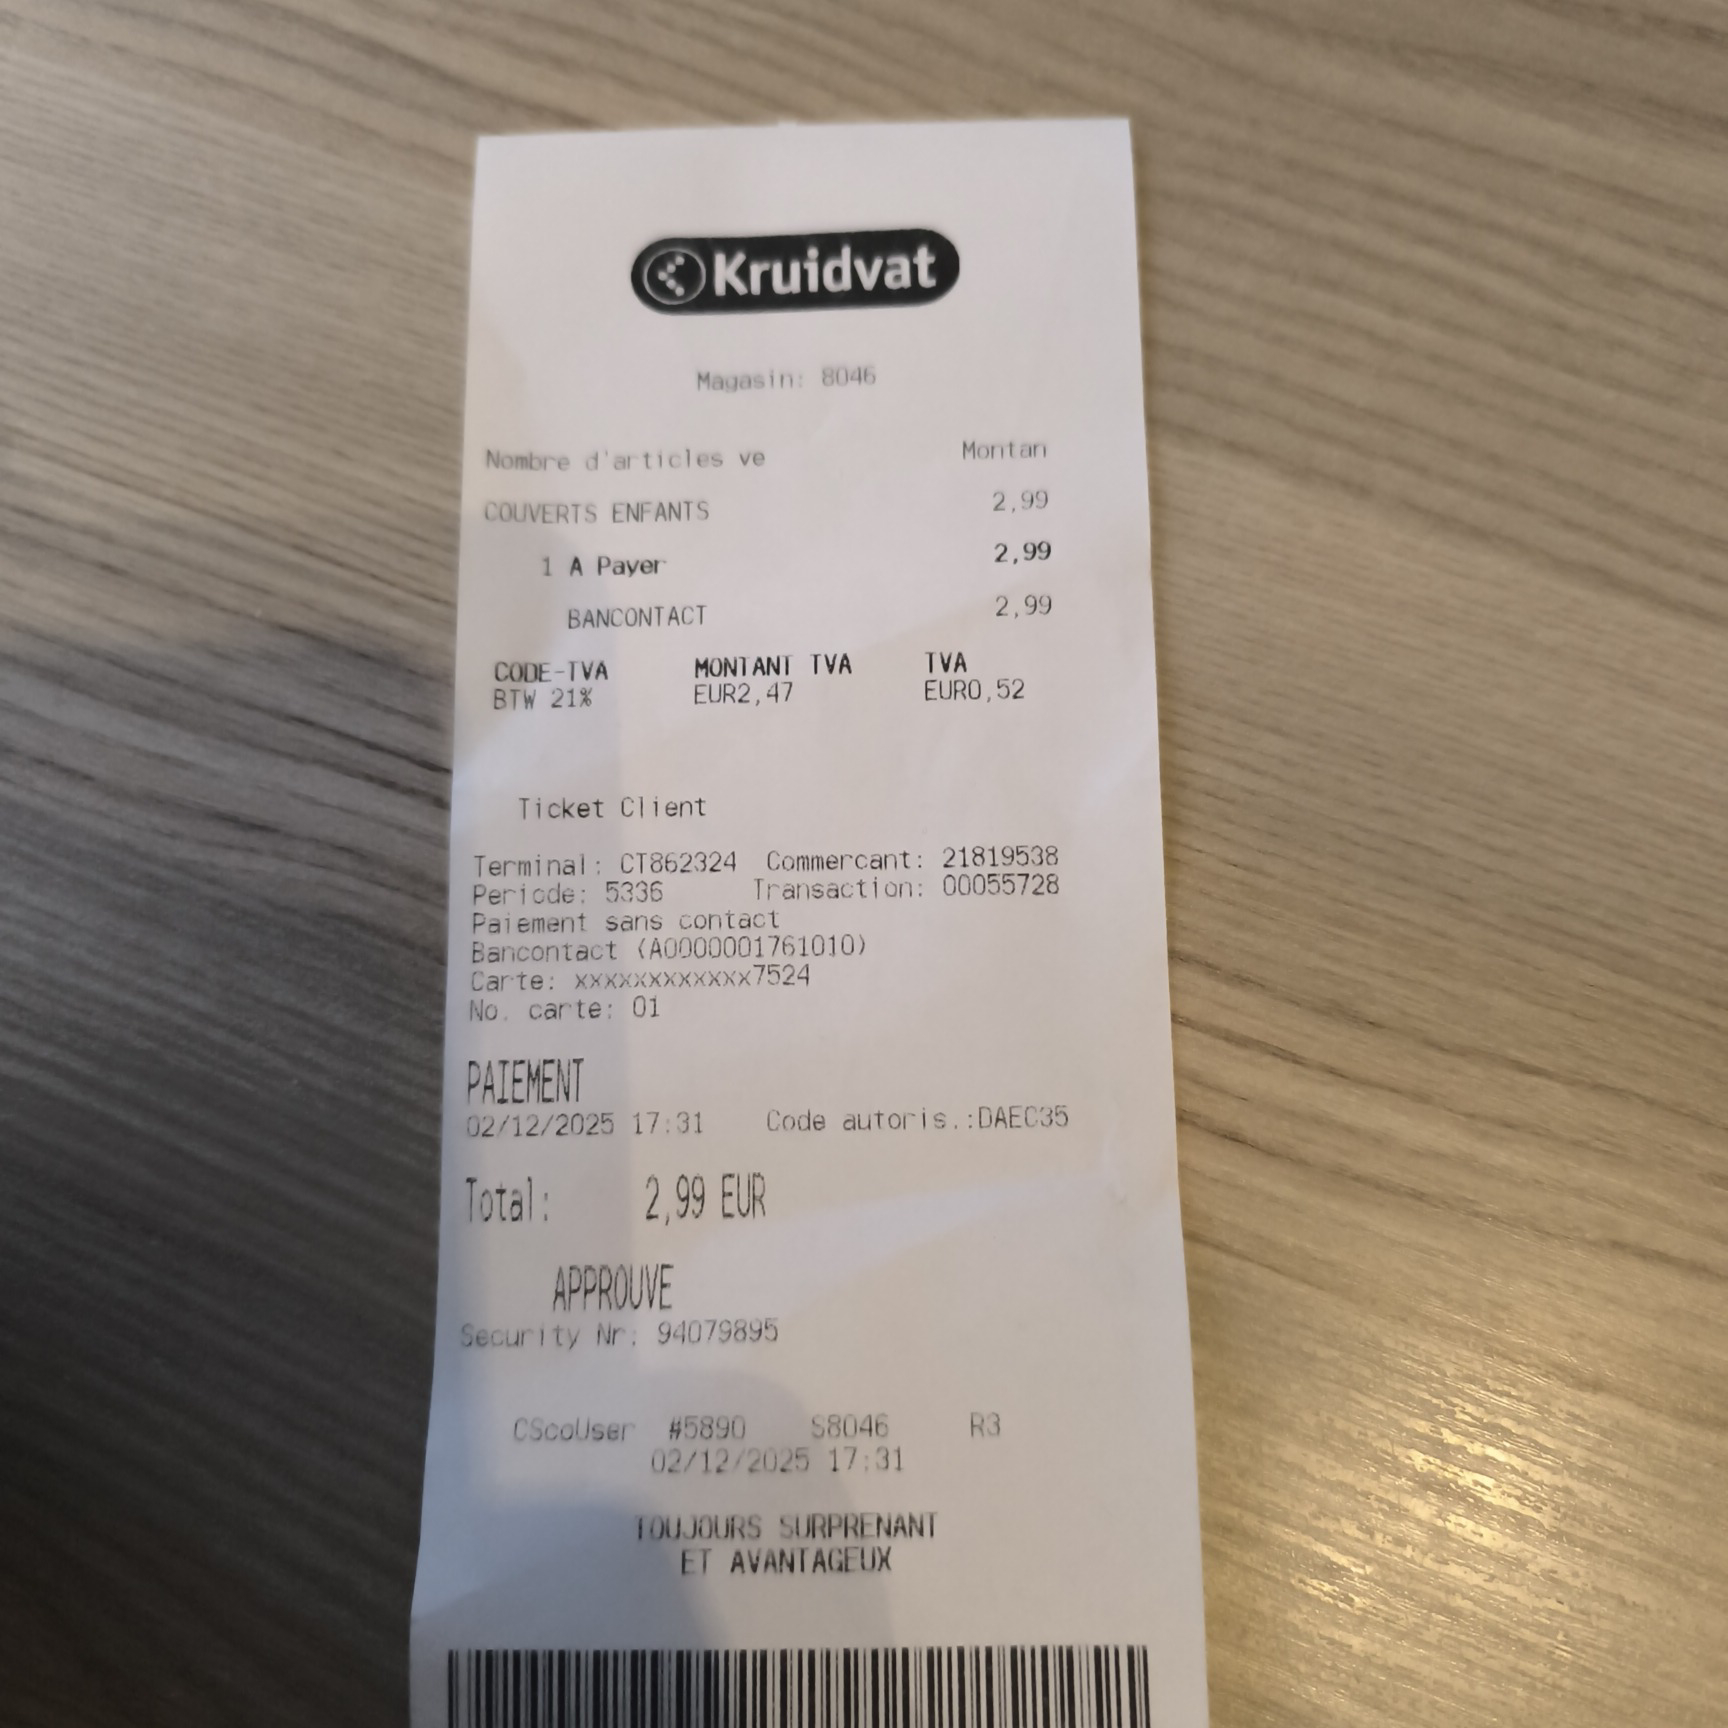 Kruidvat
Magasin: 8046
Nombre d'articles ve Montan
COUVERTS ENFANTS 2,99
1 A Payer 2,99
BANCONTACT 2,99
CODE-TVA MONTANT TVA TVA
BTW 21% EUR2,47 EUR0,52
Ticket Client
Terminal: CT862324 Commercant: 21819538
Periode: 5336 Transaction: 00055728
Paiement sans contact
Bancontact (A0000001761010)
Carte: xxxxxxxxxxxx7524
No. carte: 01
PAIEMENT
02/12/2025 17:31 Code autoris.:DAEC35
Total: 2,99 EUR
APPROUVE
Security Nr: 94079895
CScoUser #5890 S8046 R3
02/12/2025 17:31
TOUJOURS SURPRENANT
ET AVANTAGEUX